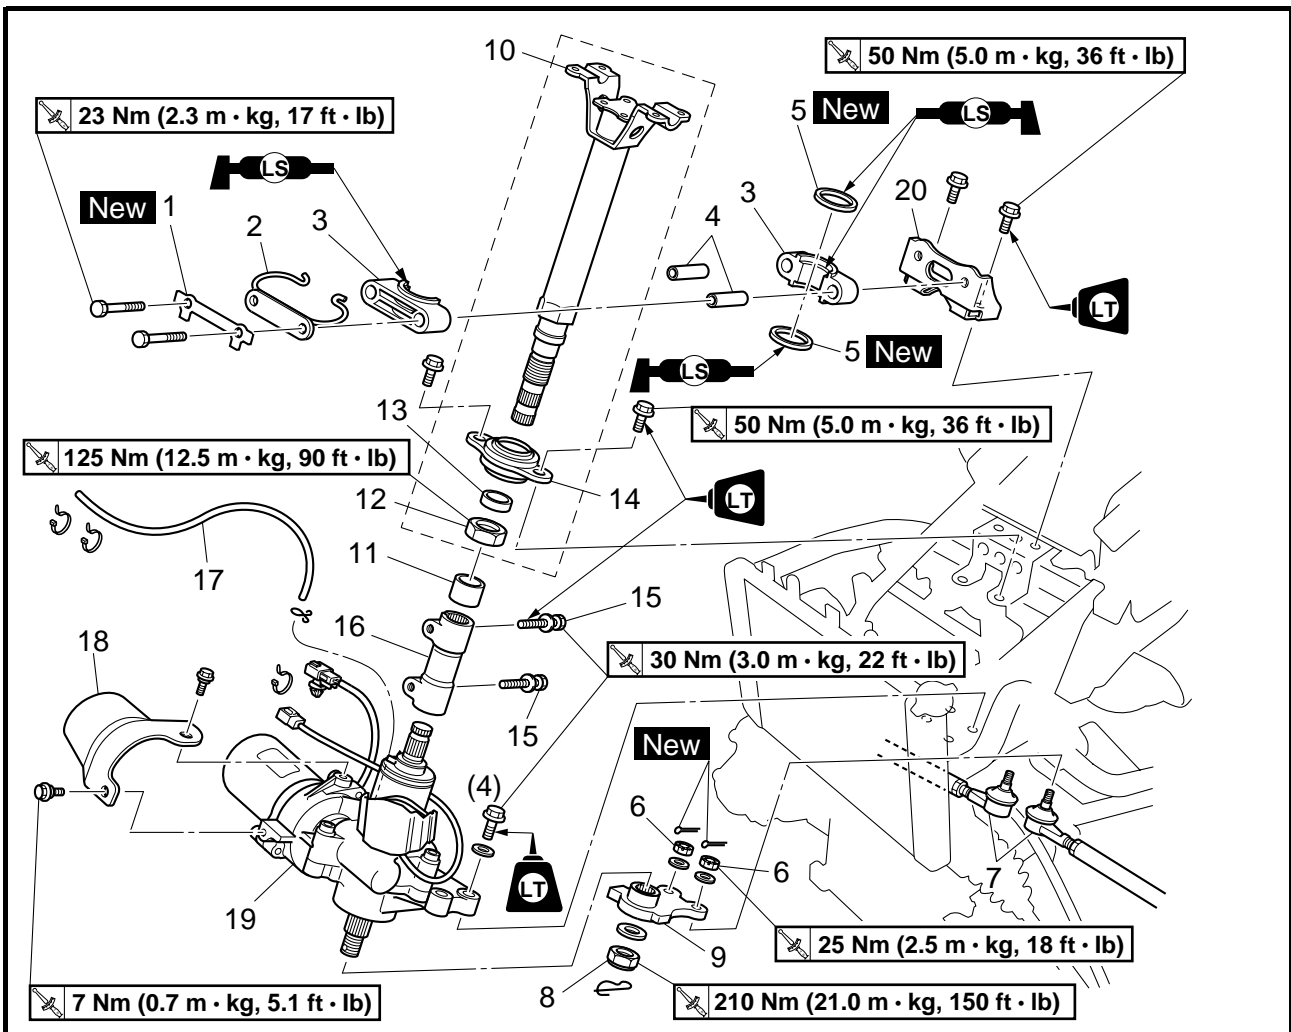 10
50 Nm (5.0 m · kg, 36 ft · lb)
23 Nm (2.3 m · kg, 17 ft · lb)
5 New
LS
LS
New 1
2
3
4
3
20
LT
5 New
LS
13
50 Nm (5.0 m · kg, 36 ft · lb)
125 Nm (12.5 m · kg, 90 ft · lb)
14
LT
12
17
11
15
16
18
30 Nm (3.0 m · kg, 22 ft · lb)
15
New
(4)
6
6
7
LT
19
9
25 Nm (2.5 m · kg, 18 ft · lb)
8
7 Nm (0.7 m · kg, 5.1 ft · lb)
210 Nm (21.0 m · kg, 150 ft · lb)